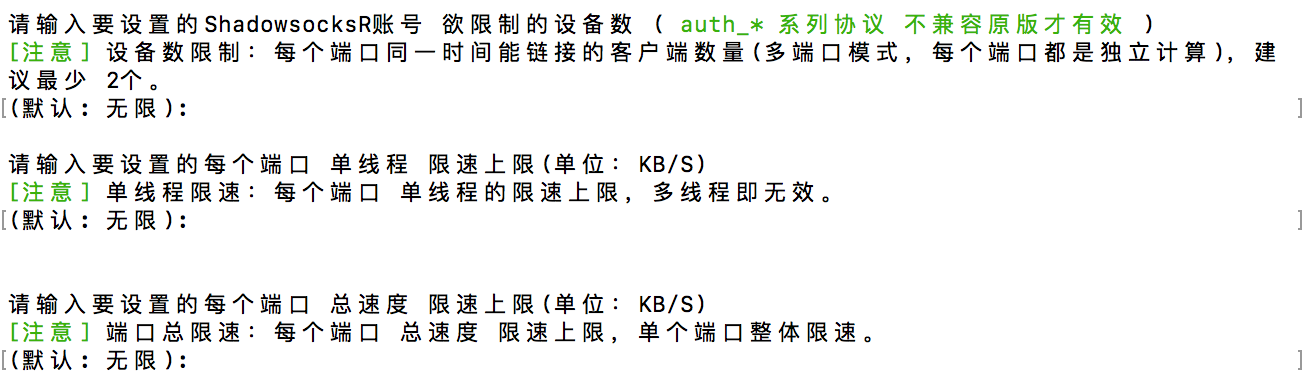 请输入要设置的ShadowsocksR账号 欲限制的设备数 ( auth_* 系列协议 不兼容原版才有效 )
[注意] 设备数限制：每个端口同一时间能链接的客户端数量(多端口模式，每个端口都是独立计算)，建
议最少 2个。
[(默认: 无限): ]
请输入要设置的每个端口 单线程 限速上限(单位：KB/S)
[注意] 单线程限速：每个端口 单线程的限速上限，多线程即无效。
[(默认: 无限): ]
请输入要设置的每个端口 总速度 限速上限(单位：KB/S)
[注意] 端口总限速：每个端口 总速度 限速上限，单个端口整体限速。
[(默认: 无限): ]